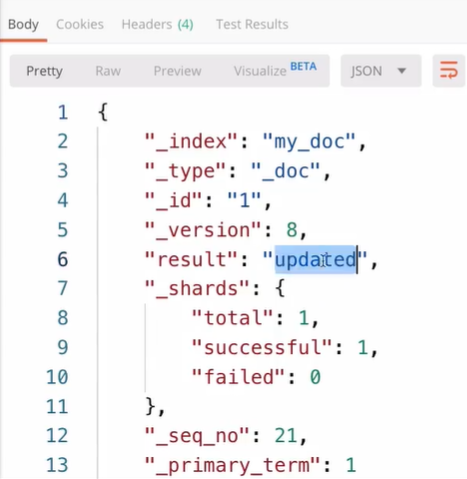 Body Cookies Headers (4) Test Results
Pretty Raw Preview Visualize BETA JSON
1 {
2 "_index": "my_doc",
3 "_type": "_doc",
4 "_id": "1",
5 "_version": 8,
6 "result": "updated",
7 "_shards": {
8 "total": 1,
9 "successful": 1,
10 "failed": 0
11 },
12 "_seq_no": 21,
13 "_primary_term": 1